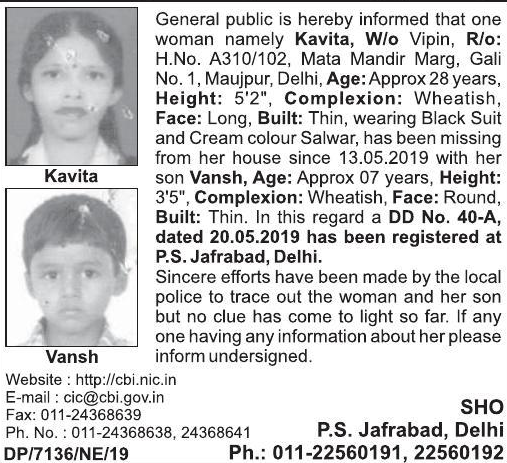 General public is hereby informed that one
woman namely Kavita, W/o Vipin, R/o:
H.No. A310/102, Mata Mandir Marg, Gali
No. 1, Maujpur, Delhi, Age: Approx 28 years,
Height: 5'2", Complexion: Wheatish,
Face: Long, Built: Thin, wearing Black Suit
and Cream colour Salwar, has been missing
from her house since 13.05.2019 with her
son Vansh, Age: Approx 07 years, Height:
3'5", Complexion: Wheatish, Face: Round,
Built: Thin. In this regard a DD No. 40-A,
dated 20.05.2019 has been registered at
P.S. Jafrabad, Delhi.
Sincere efforts have been made by the local
police to trace out the woman and her son
but no clue has come to light so far. If any
one having any information about her please
inform undersigned.
Kavita
Vansh
Website : http://cbi.nic.in
E-mail : cic@cbi.gov.in
Fax: 011-24368639
Ph. No. : 011-24368638, 24368641
DP/7136/NE/19
SHO
P.S. Jafrabad, Delhi
Ph.: 011-22560191, 22560192